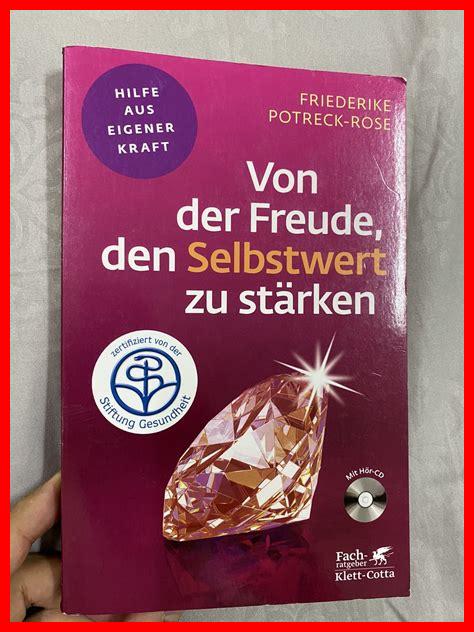 HILFE
AUS
EIGENER
KRAFT
FRIEDERIKE
POTRECK-ROSE
Von
der Freude,
den Selbstwert
zu stärken
zertifiziert von der
Stiftung Gesundheit
Mit Hör-CD
Fach-
ratgeber
Klett-Cotta